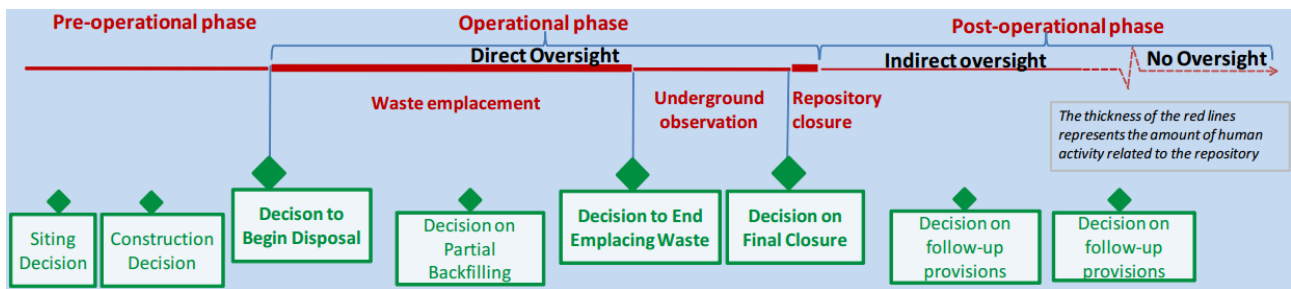 Pre-operational phase
Operational phase
Post-operational phase
Direct Oversight
Indirect oversight
No Oversight
Waste emplacement
Underground
observation
Repository
closure
The thickness of the red lines
represents the amount of human
activity related to the repository
Siting
Decision
Construction
Decision
Decison to
Begin Disposal
Decision on
Partial
Backfilling
Decision to End
Emplacing Waste
Decision on
Final Closure
Decision on
follow-up
provisions
Decision on
follow-up
provisions